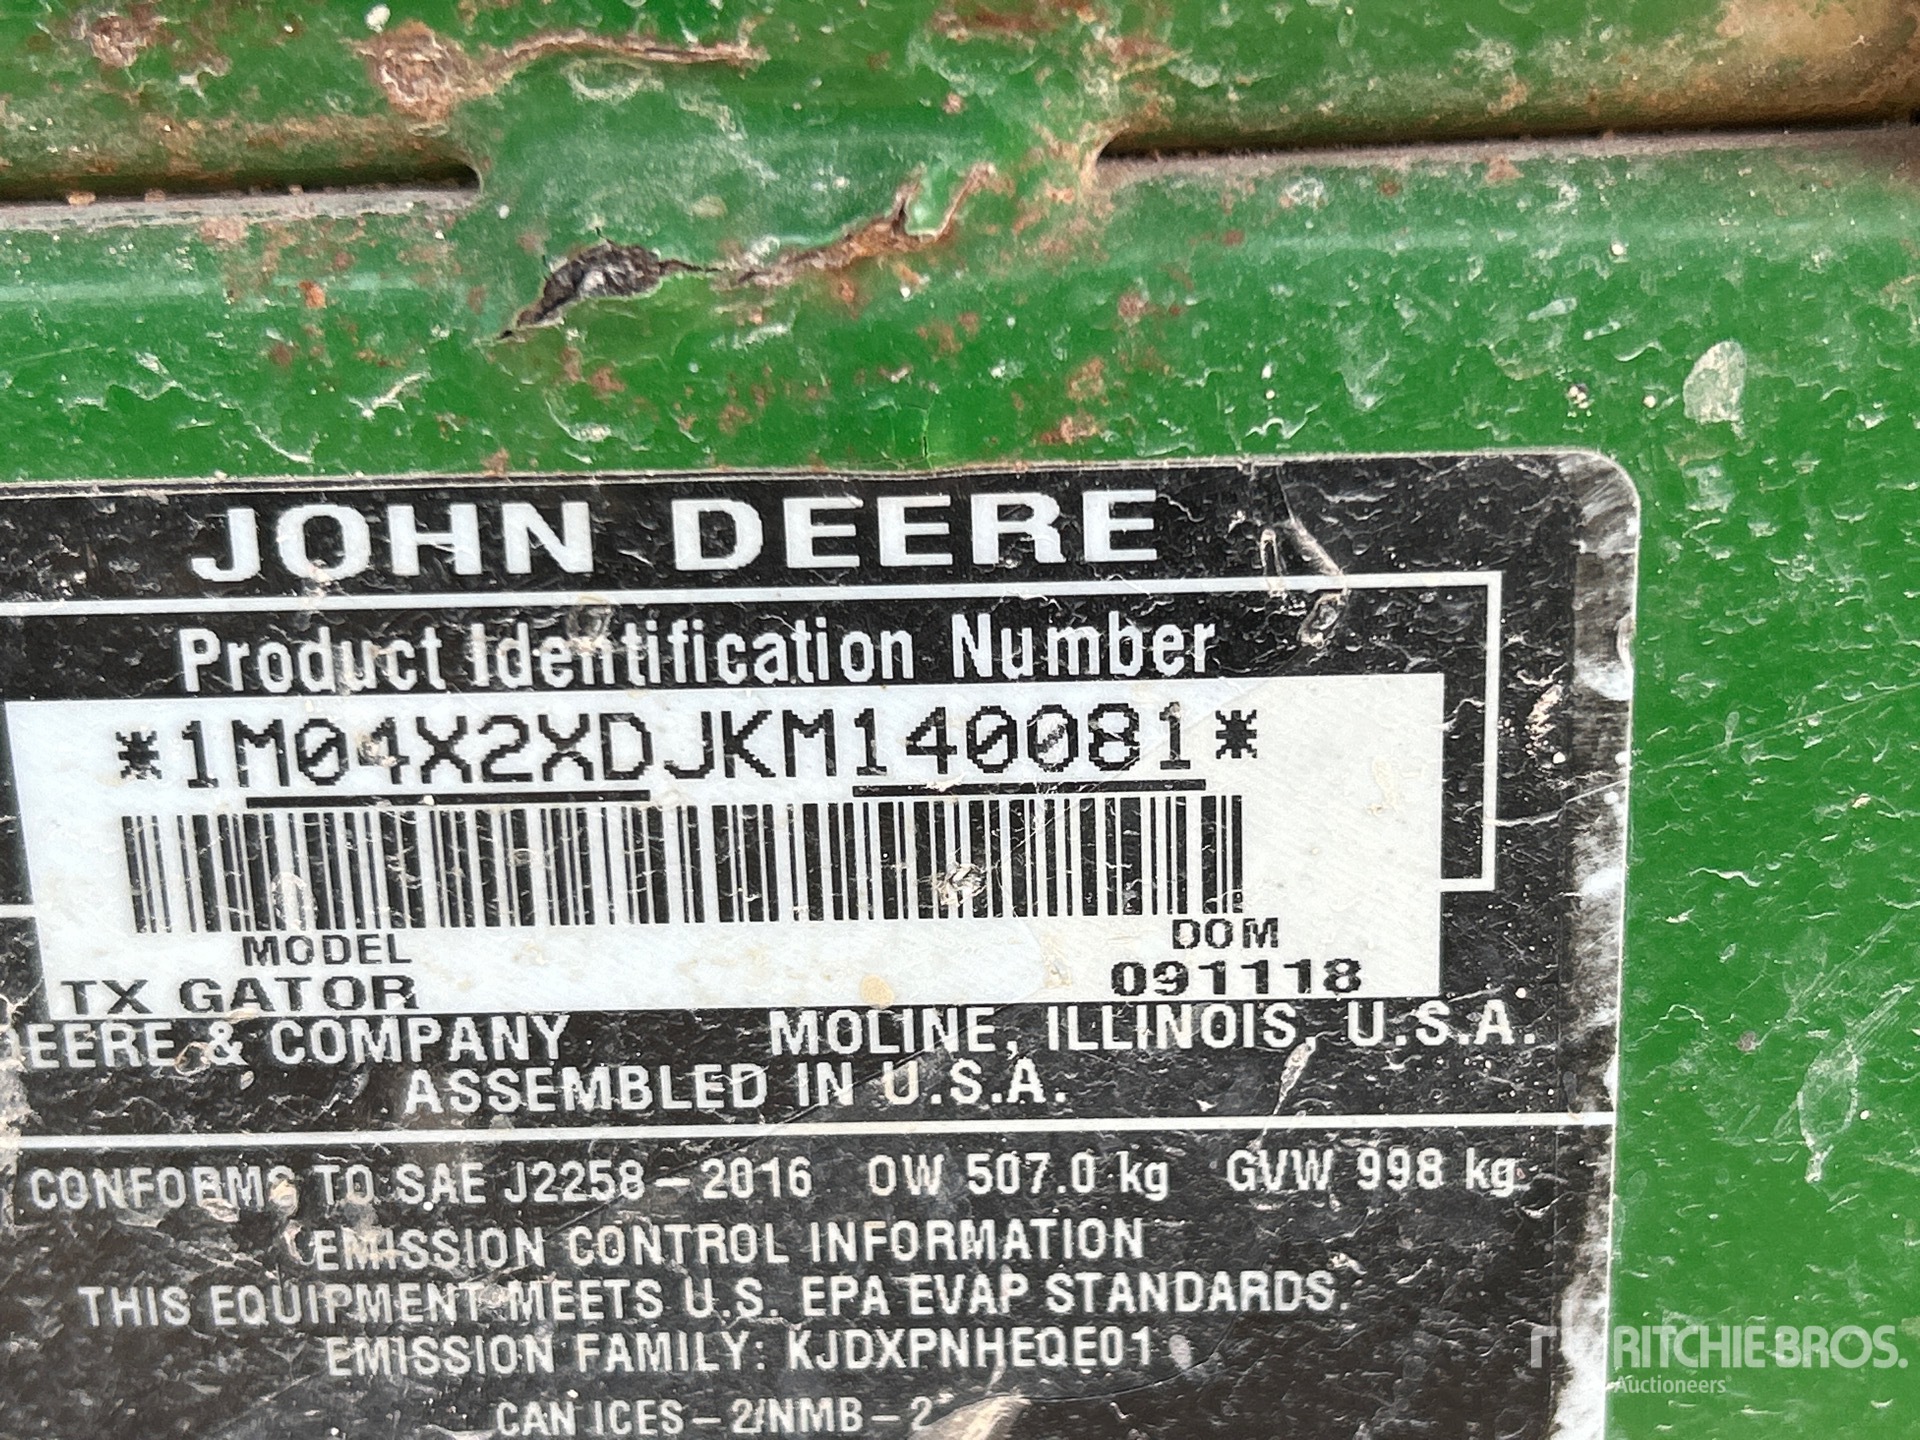 JOHN DEERE
Product Identification Number
*1M04X2XDJKM140081*
MODEL DOM
TX GATOR 091118
DEERE & COMPANY MOLINE, ILLINOIS, U.S.A.
ASSEMBLED IN U.S.A.
CONFORMS TO SAE J2258-2016 OW 507.0 kg GVW 998 kg
EMISSION CONTROL INFORMATION
THIS EQUIPMENT MEETS U.S. EPA EVAP STANDARDS.
EMISSION FAMILY: KJDXPNHEQE01
CAN ICES-2/NMB-2
RITCHIE BROS.
Auctioneers